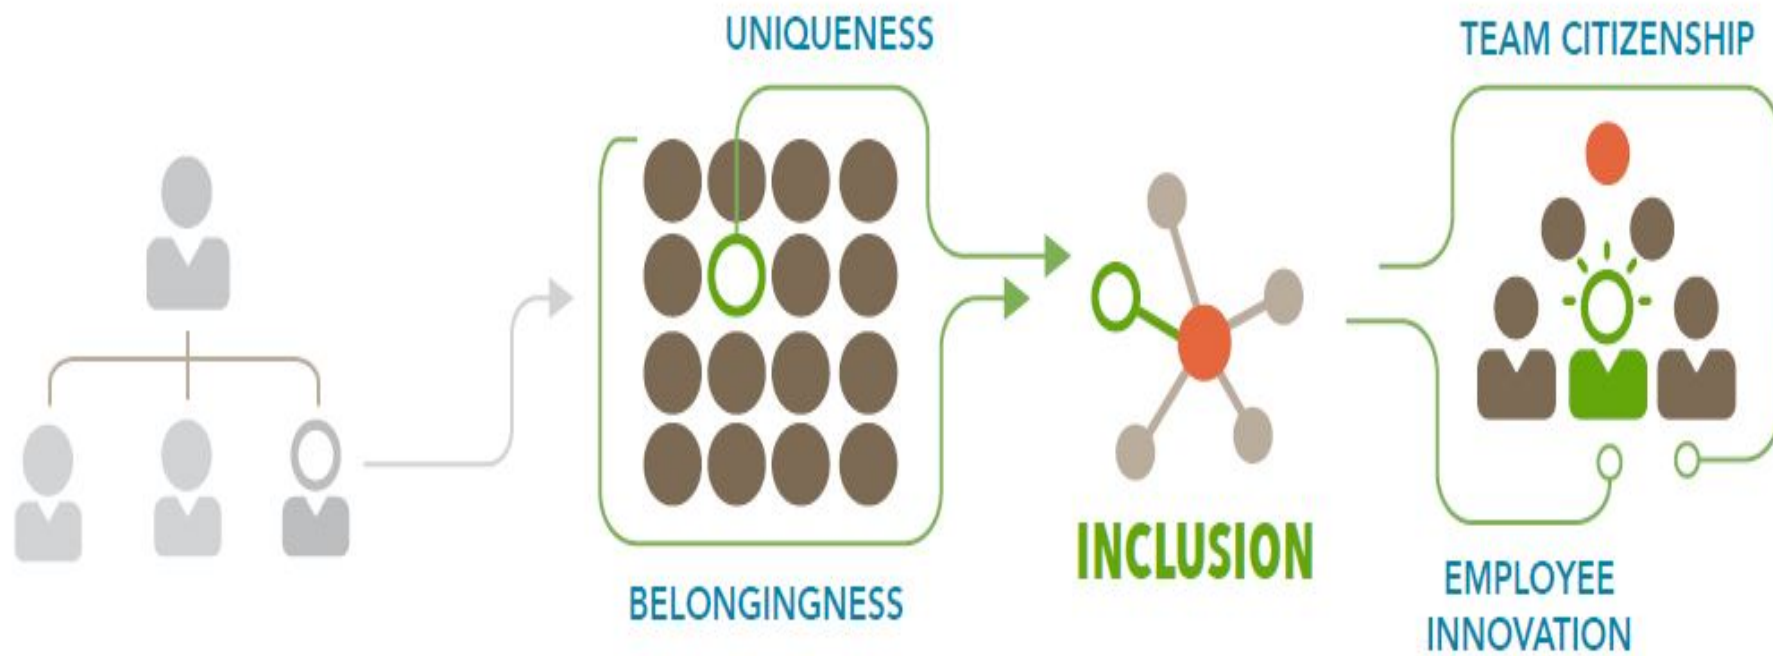 UNIQUENESS
TEAM CITIZENSHIP
INCLUSION
BELONGINGNESS
EMPLOYEE
INNOVATION